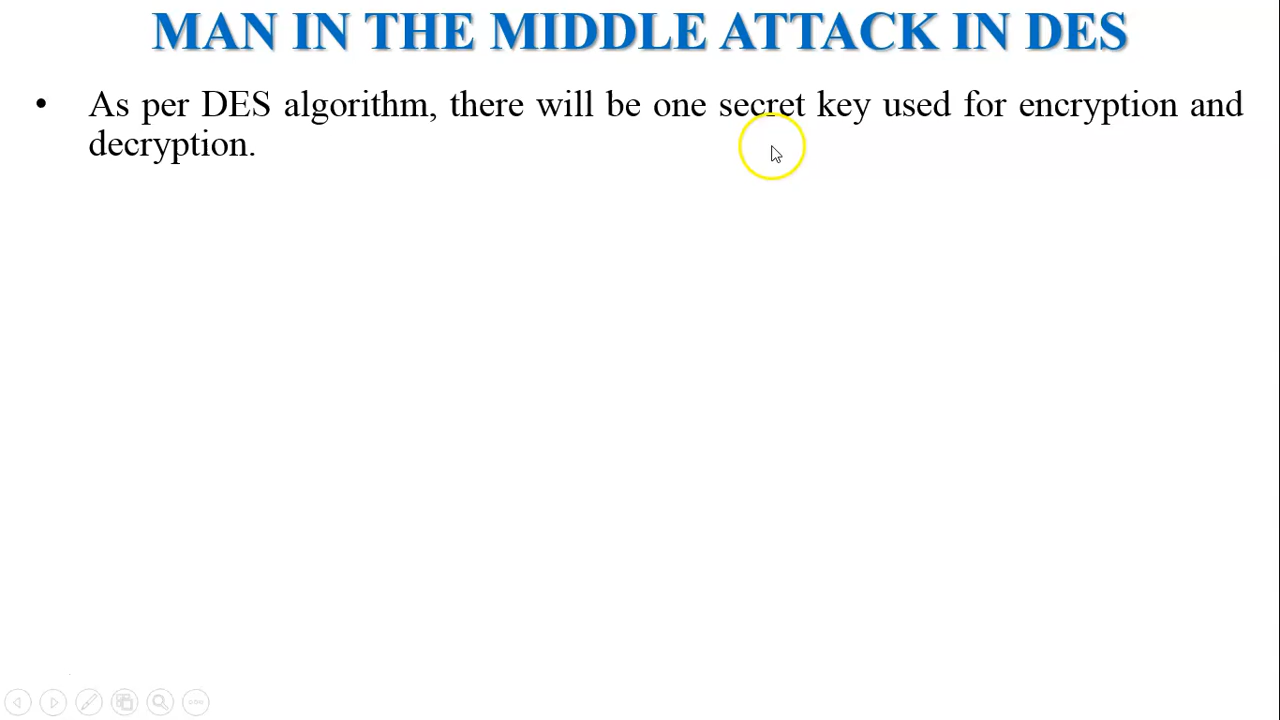 MAN IN THE MIDDLE ATTACK IN DES
• As per DES algorithm, there will be one secret key used for encryption and
decryption.